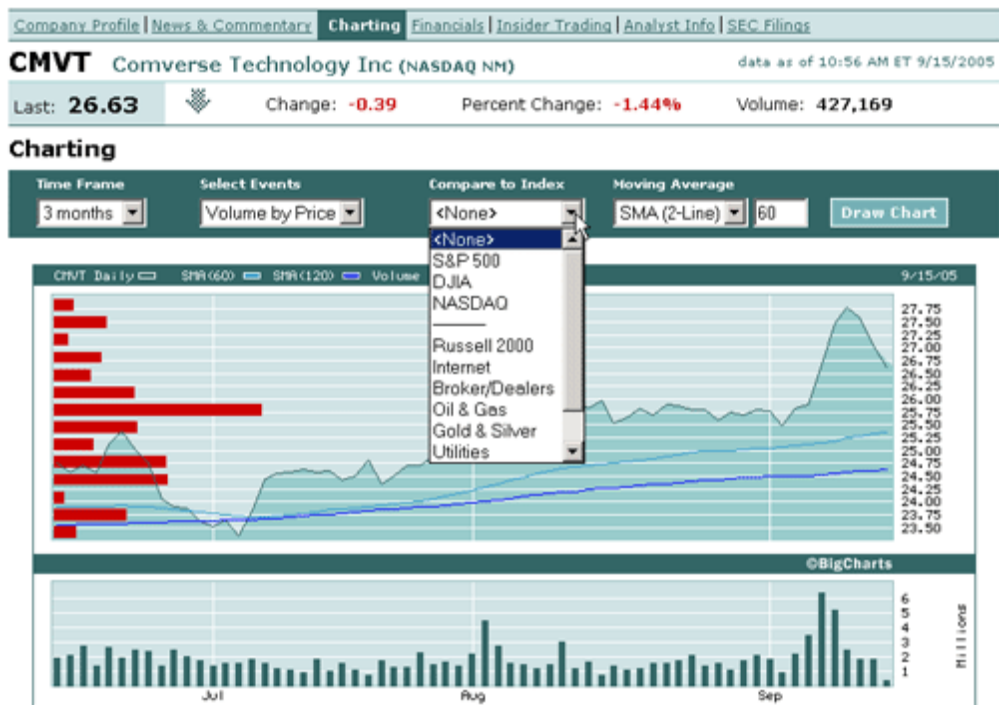 Company Profile | News & Commentary Charting Financials | Insider Trading | Analyst Info | SEC Filings
CMVT Comverse Technology Inc (NASDAQ NM) data as of 10:56 AM ET 9/15/2005
Last: 26.63 Change: -0.39 Percent Change: -1.44% Volume: 427,169
Charting
Time Frame Select Events Compare to Index Moving Average
3 months Volume by Price <None> SMA (2-Line) 60 Draw Chart
<None>
S&P 500
DJIA
NASDAQ
Russell 2000
Internet
Broker/Dealers
Oil & Gas
Gold & Silver
Utilities
CMVT Daily SMA(60) SMA(120) Volume 9/15/05
27.75
27.50
27.25
27.00
26.75
26.50
26.25
26.00
25.75
25.50
25.25
25.00
24.75
24.50
24.25
24.00
23.75
23.50
©BigCharts
6
5
4
3
2
1
Millions
Jul Aug Sep